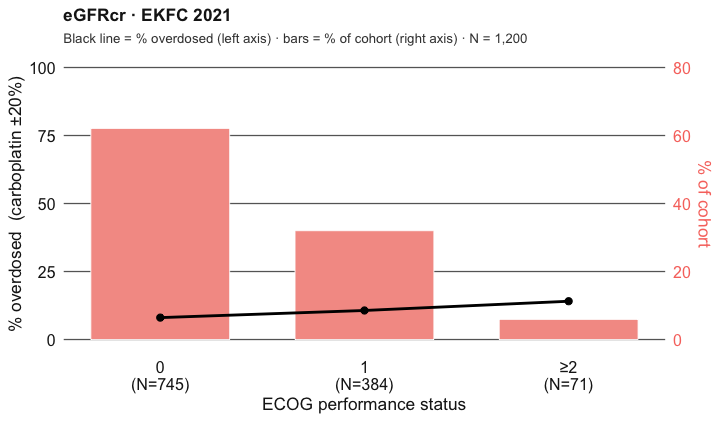 eGFRcr · EKFC 2021
Black line = % overdosed (left axis) · bars = % of cohort (right axis) · N = 1,200
100
75
50
25
0
% overdosed (carboplatin ±20%)
80
60
40
20
0
% of cohort
0
(N=745)
1
(N=384)
≥2
(N=71)
ECOG performance status